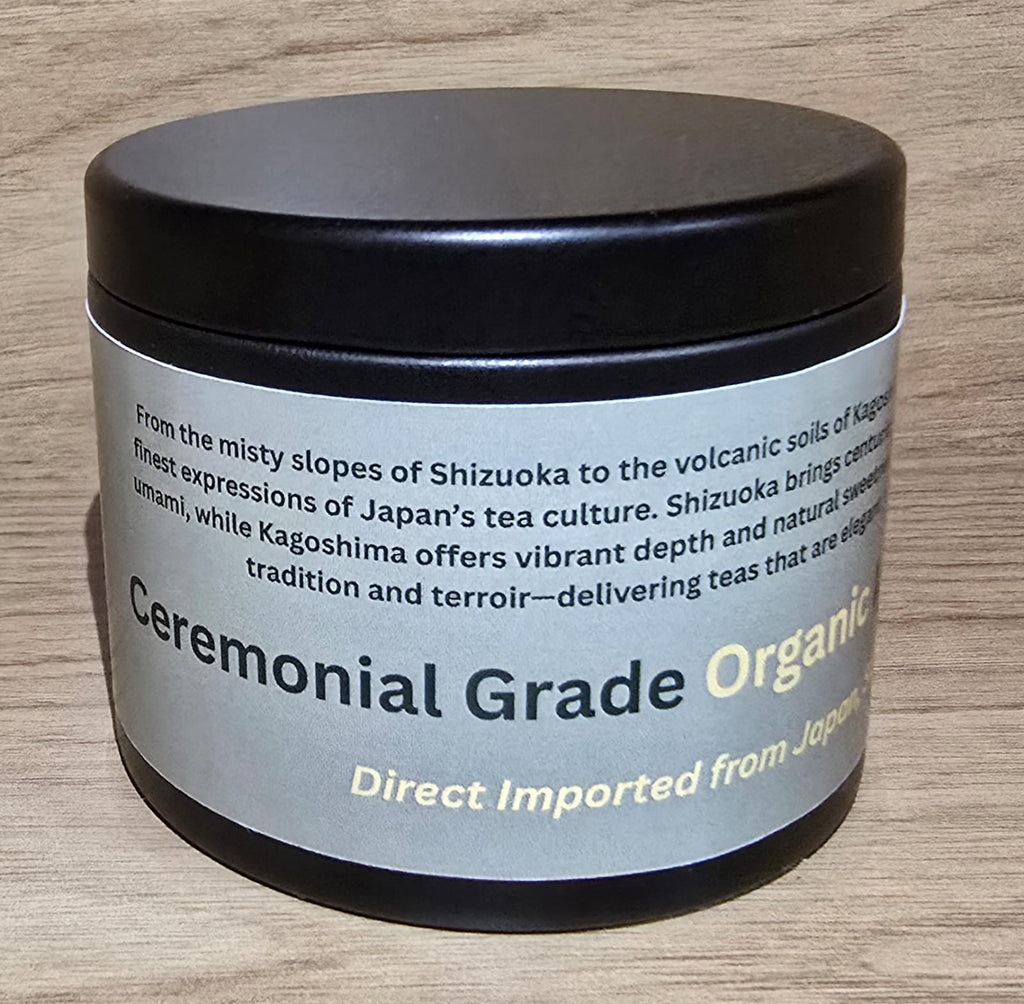 From the misty slopes of Shizuoka to the volcanic soils of
finest expressions of Japan's tea culture. Shizuoka brings
umami, while Kagoshima offers vibrant depth and natural
tradition and terroir—delivering teas that are
Ceremonial Grade Organic
Direct Imported from Japan,